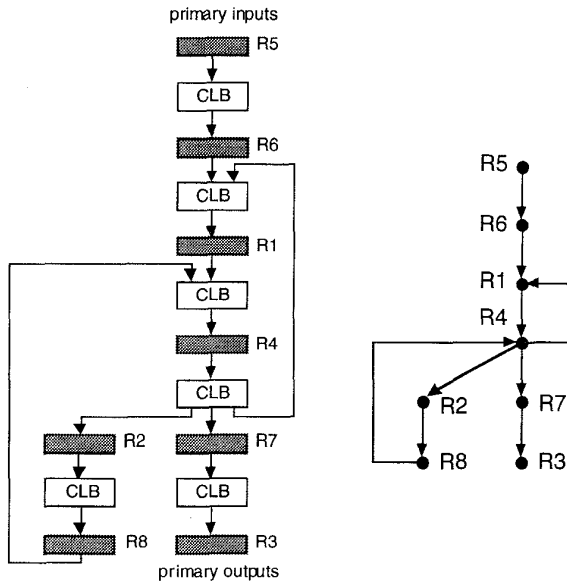 primary inputs
R5
CLB
R6
CLB
R1
CLB
R4
CLB
R2
R7
CLB
CLB
R8
R3
primary outputs
R5
R6
R1
R4
R2
R7
R8
R3